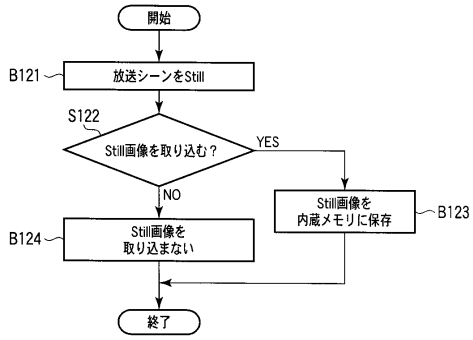 開始
B121
放送シーンをStill
S122
Still画像を取り込む？
YES
NO
Still画像を
内蔵メモリに保存
B123
B124
Still画像を
取り込まない
終了